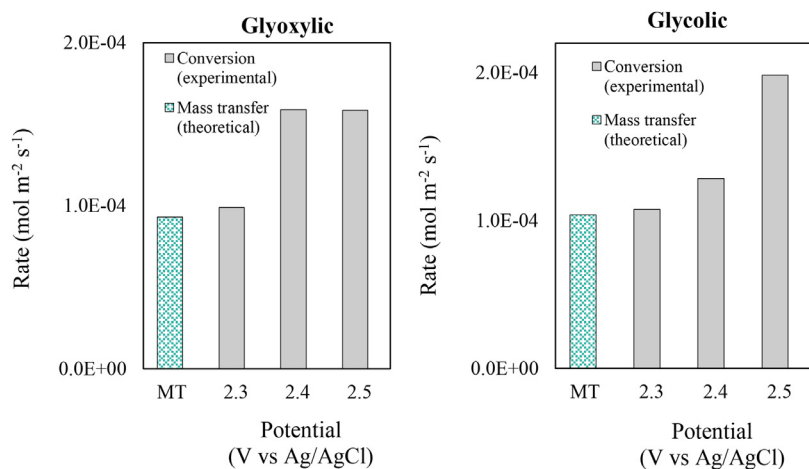 Glyoxylic
2.0E-04
Conversion
(experimental)
Mass transfer
(theoretical)
Rate (mol m⁻² s⁻¹)
1.0E-04
0.0E+00
MT 2.3 2.4 2.5
Potential
(V vs Ag/AgCl)
Glycolic
2.0E-04
Conversion
(experimental)
Mass transfer
(theoretical)
Rate (mol m⁻² s⁻¹)
1.0E-04
0.0E+00
MT 2.3 2.4 2.5
Potential
(V vs Ag/AgCl)